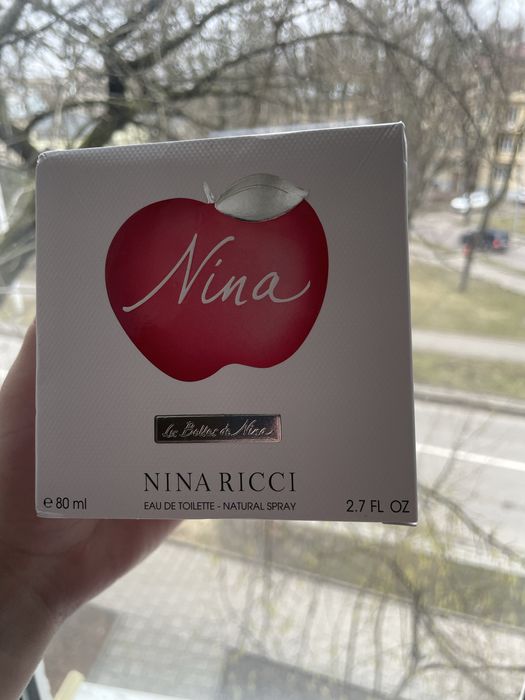 Nina
Les Belles de Nina
NINA RICCI
EAU DE TOILETTE - NATURAL SPRAY
e 80 ml
2.7 FL OZ